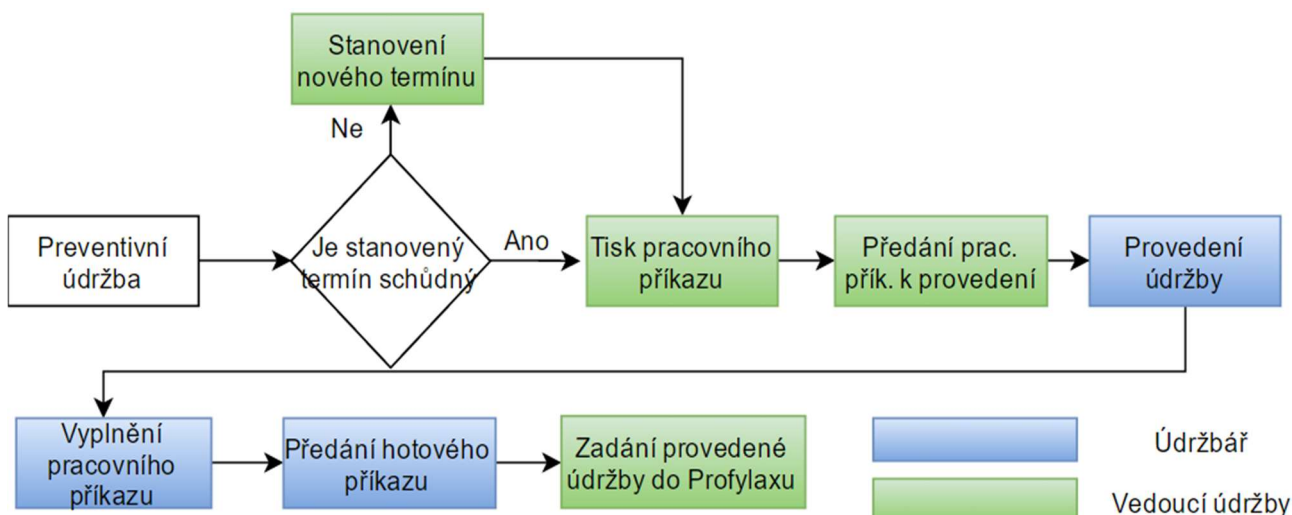 Stanovení
nového termínu
Ne
Preventivní
údržba
Je stanovený
termín schůdný
Ano
Tisk pracovního
příkazu
Předání prac.
přík. k provedení
Provedení
údržby
Vyplnění
pracovního
příkazu
Předání hotového
příkazu
Zadání provedené
údržby do Profylaxu
Údržbář
Vedoucí údržby